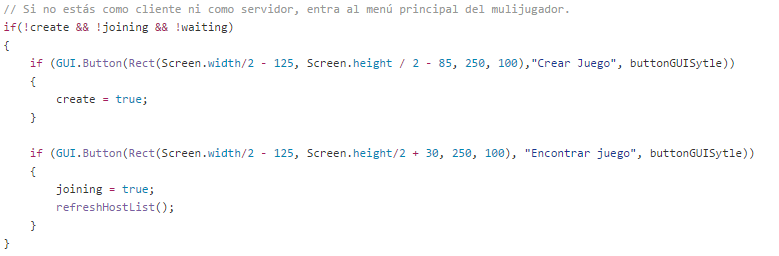 // Si no estás como cliente ni como servidor, entra al menú principal del mulijugador.
if(!create && !joining && !waiting)
{
if (GUI.Button(Rect(Screen.width/2 - 125, Screen.height / 2 - 85, 250, 100),"Crear Juego", buttonGUISytle))
{
create = true;
}
if (GUI.Button(Rect(Screen.width/2 - 125, Screen.height/2 + 30, 250, 100), "Encontrar juego", buttonGUISytle))
{
joining = true;
refreshHostList();
}
}